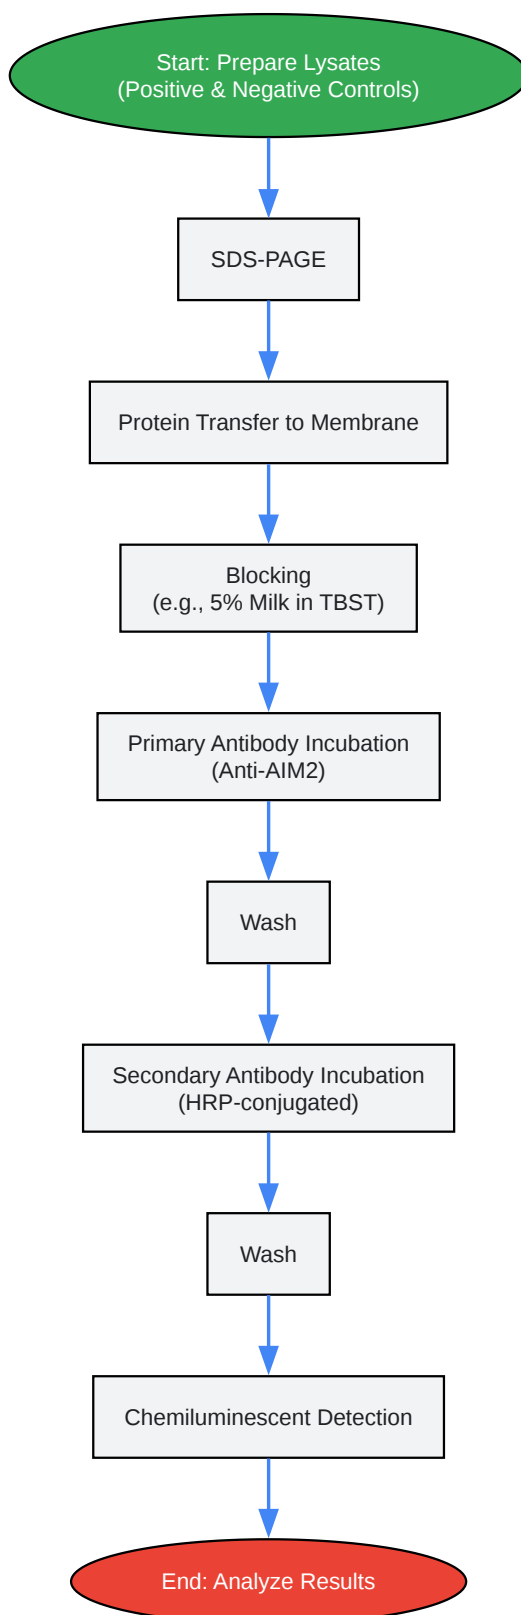 Start: Prepare Lysates
(Positive & Negative Controls)
SDS-PAGE
Protein Transfer to Membrane
Blocking
(e.g., 5% Milk in TBST)
Primary Antibody Incubation
(Anti-AIM2)
Wash
Secondary Antibody Incubation
(HRP-conjugated)
Wash
Chemiluminescent Detection
End: Analyze Results